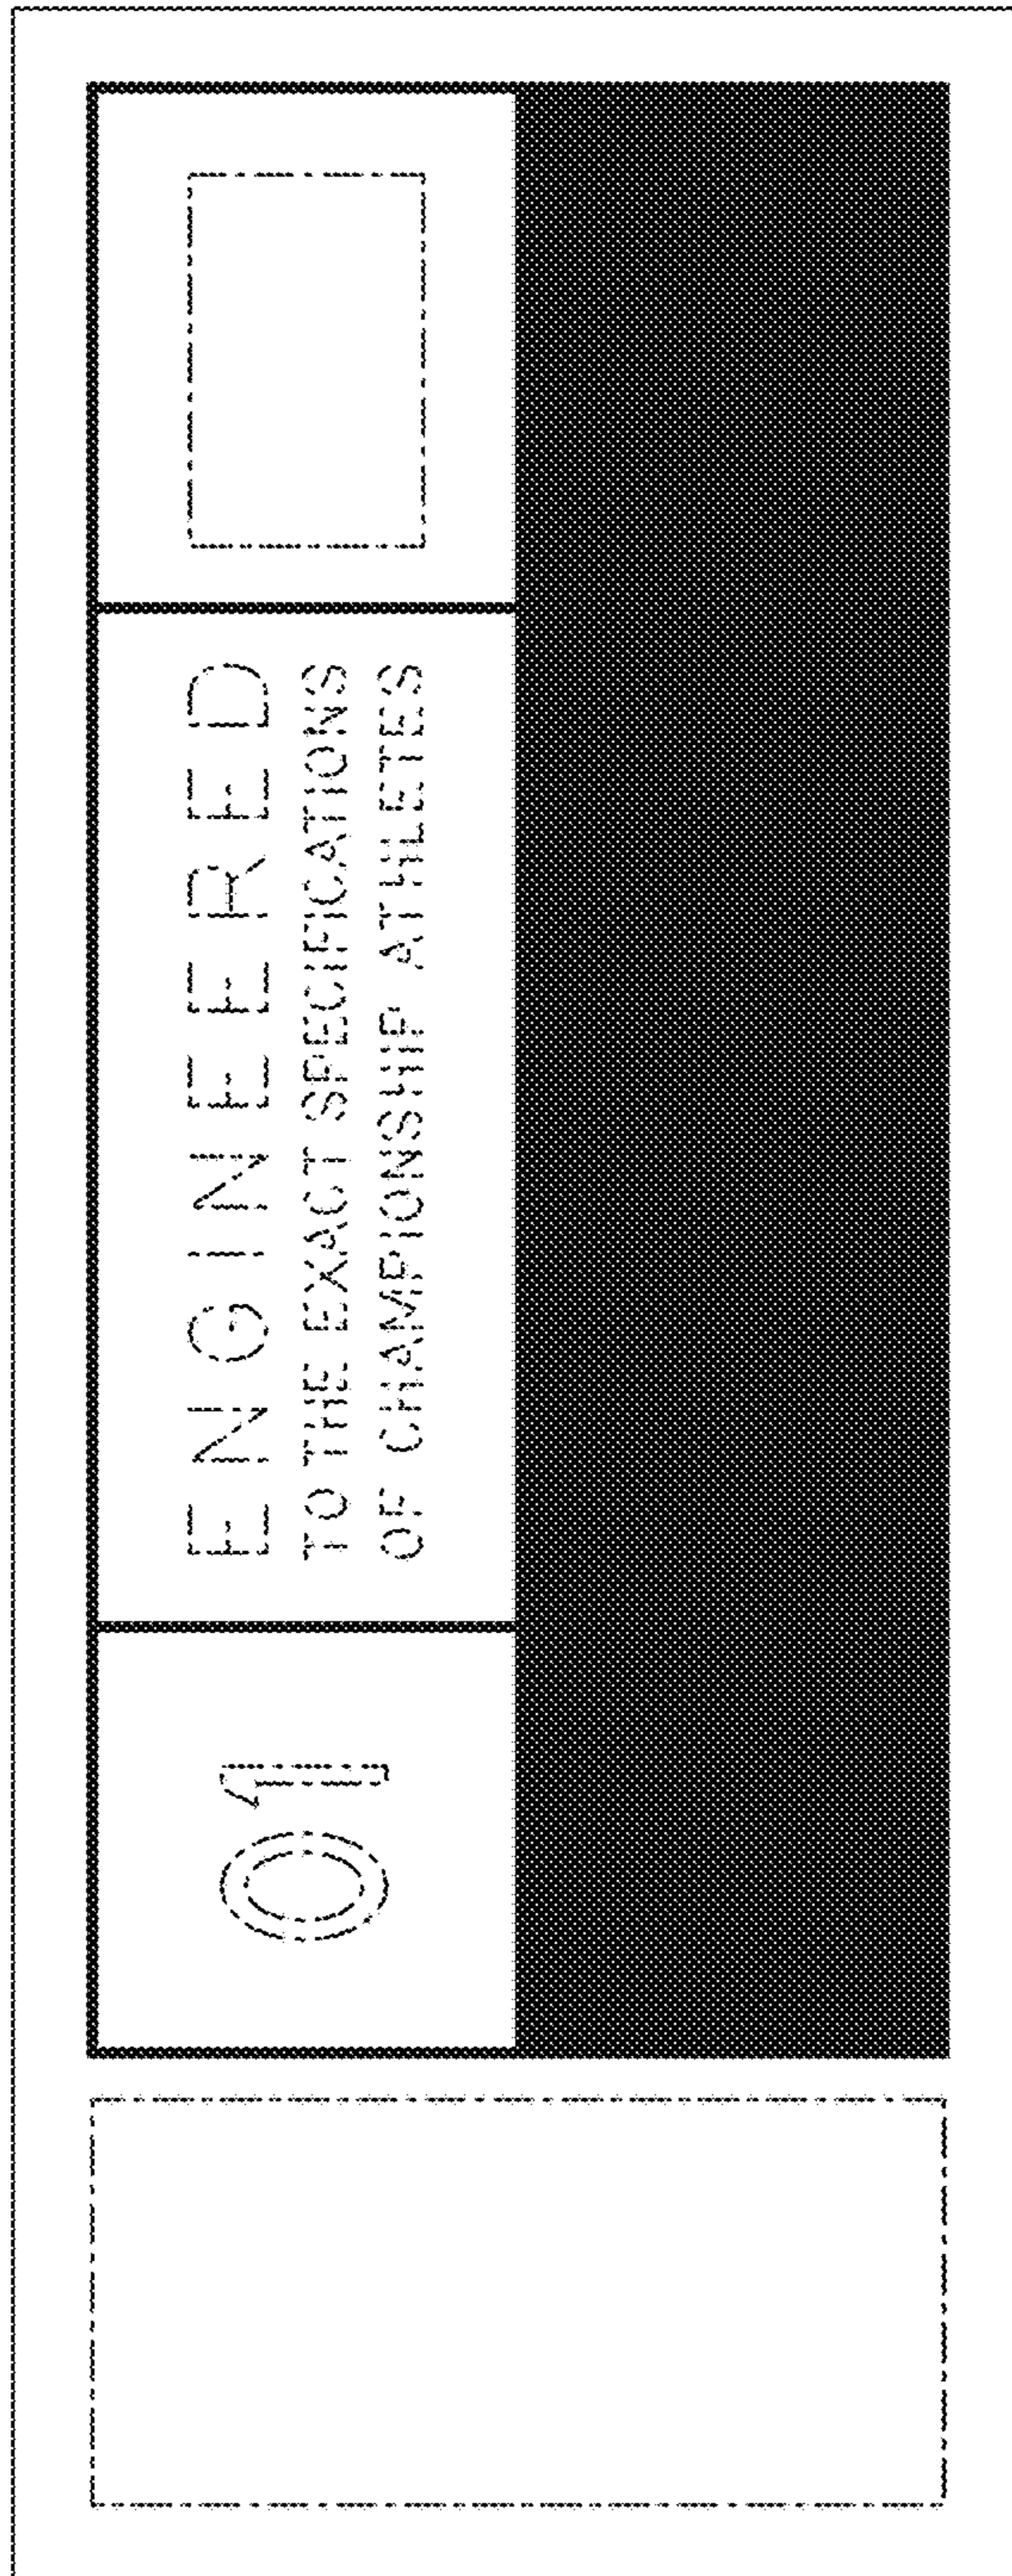 01
ENGINEERED
TO THE EXACT SPECIFICATIONS
OF CHAMPIONSHIP ATHLETES